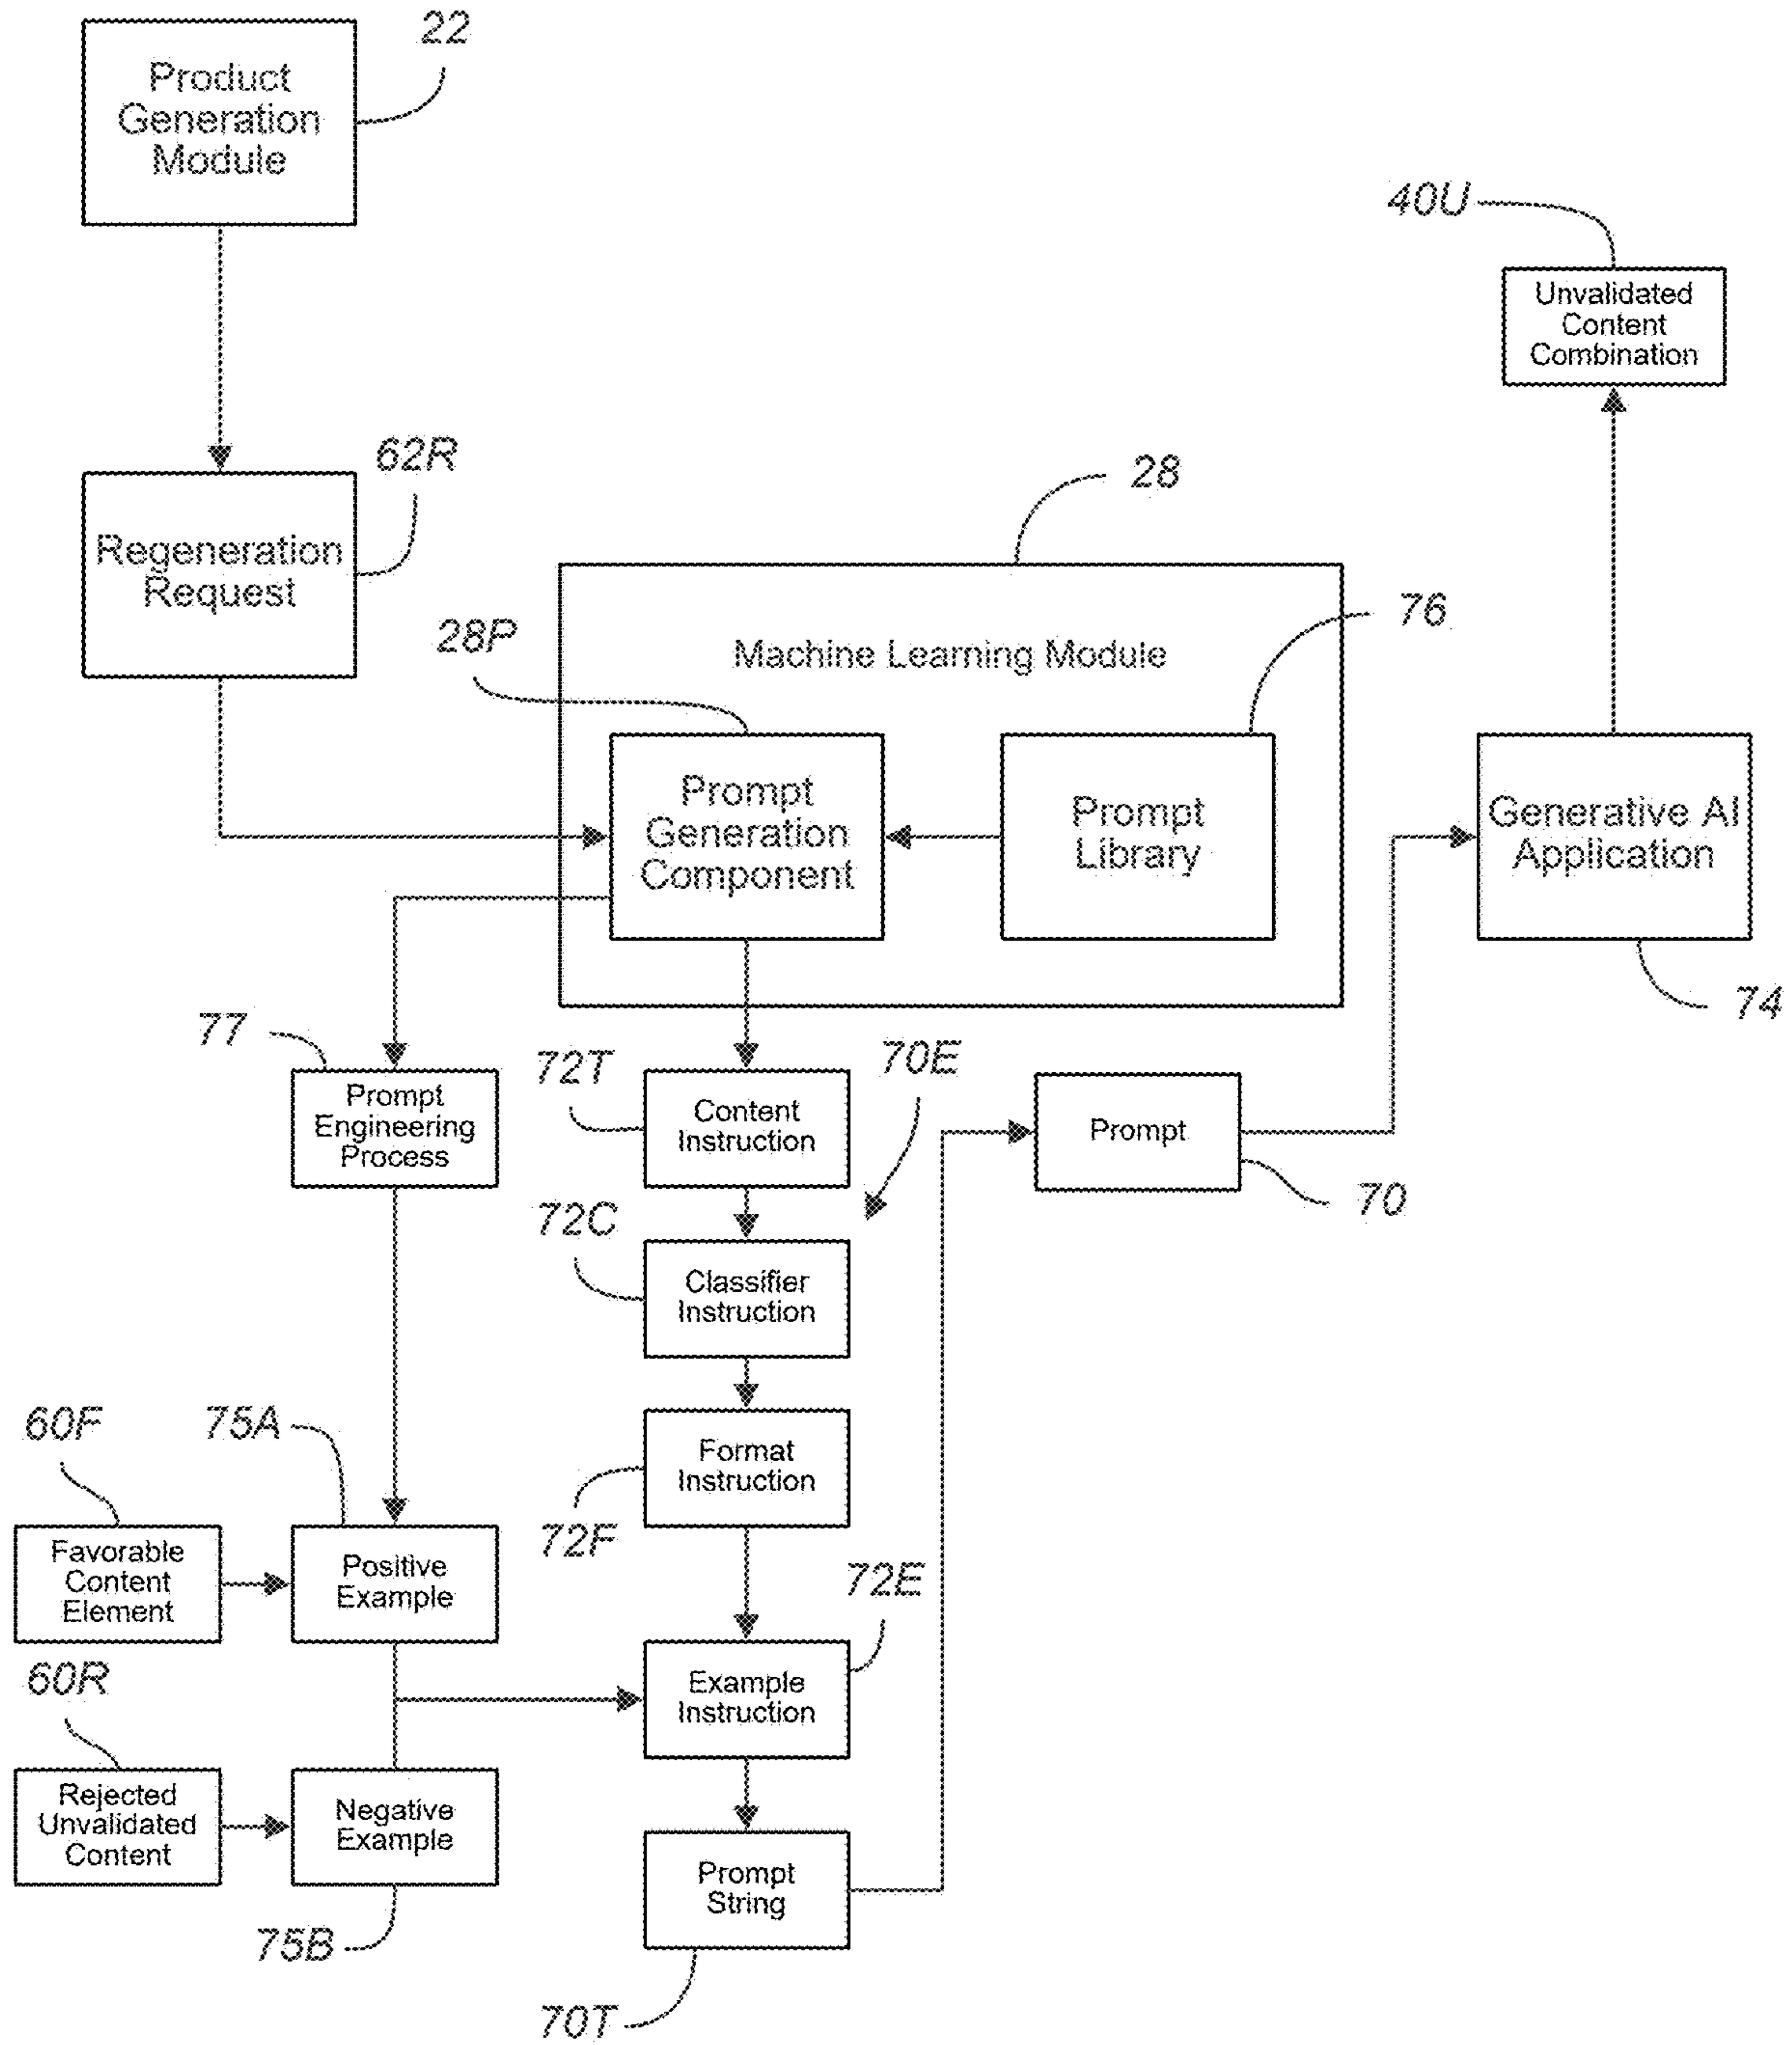 22
Product
Generation
Module
40U
Unvalidated
Content
Combination
62R
Regeneration
Request
28
76
28P
Machine Learning Module
Prompt
Generation
Component
Prompt
Library
Generative AI
Application
74
77
Prompt
Engineering
Process
72T
Content
Instruction
70E
Prompt
70
72C
Classifier
Instruction
60F
75A
Format
Instruction
72F
Favorable
Content
Element
Positive
Example
72E
60R
Example
Instruction
Rejected
Unvalidated
Content
Negative
Example
75B
Prompt
String
70T